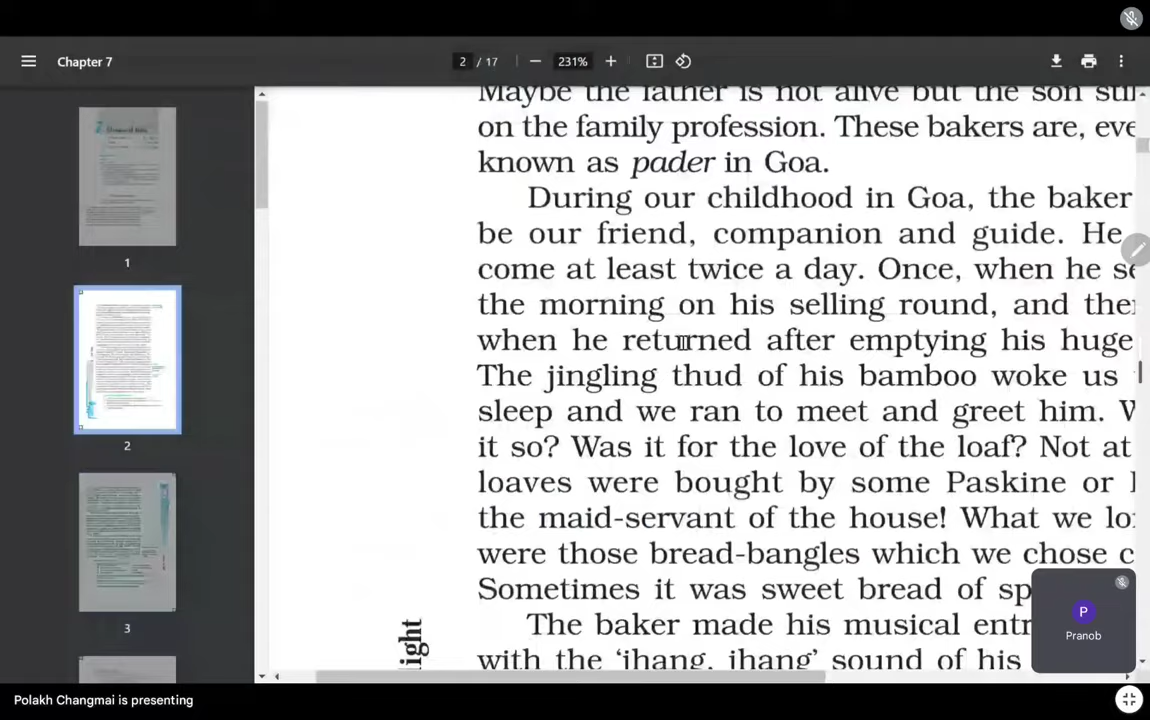 Chapter 7
2 / 17
231%
Maybe the father is not alive but the son
on the family profession. These bakers are,
known as pader in Goa.
During our childhood in Goa, the baker
be our friend, companion and guide. He
come at least twice a day. Once, when he
the morning on his selling round, and
when he returned after emptying his huge
The jingling thud of his bamboo woke us
sleep and we ran to meet and greet him.
it so? Was it for the love of the loaf? Not at
loaves were bought by some Paskine or
the maid-servant of the house! What we
were those bread-bangles which we chose
Sometimes it was sweet bread of
The baker made his musical
with the ‘jhang, jhang’ sound of his
ight
1
2
3
P
Pranob
Polakh Changmai is presenting